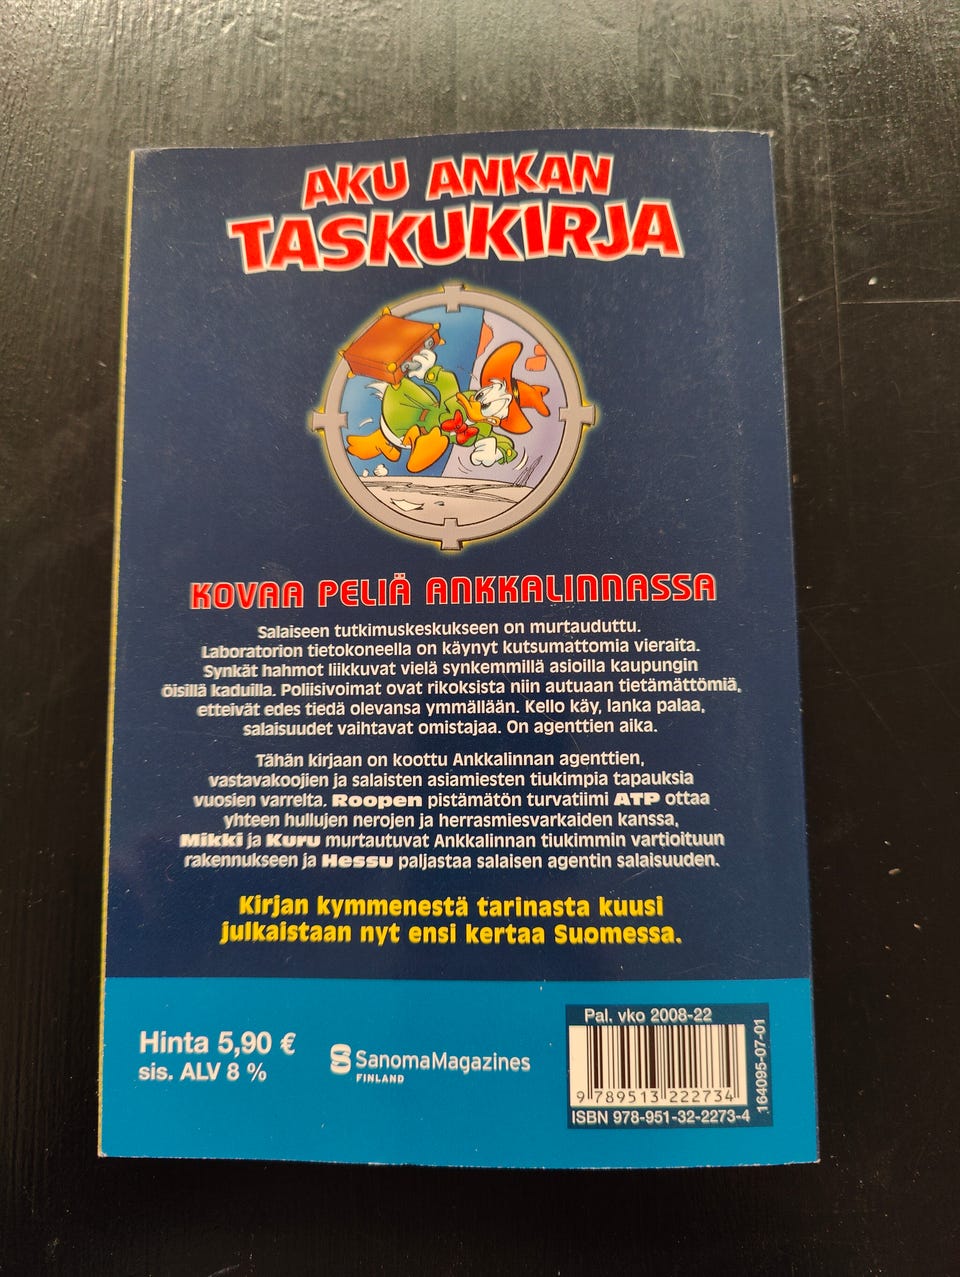 AKU ANKAN
TASKUKIRJA
KOVAA PELIÄ ANKKALINNASSA
Salaiseen tutkimuskeskukseen on murtauduttu.
Laboratorion tietokoneella on käynyt kutsumattomia vieraita.
Synkät hahmot liikkuvat vielä synkemmillä asioilla kaupungin
öisillä kaduilla. Poliisivoimat ovat rikoksista niin autuaan tietämättömiä,
etteivät edes tiedä olevansa ymmällään. Kello käy, lanka palaa,
salaisuudet vaihtavat omistajaa. On agenttien aika.
Tähän kirjaan on koottu Ankkalinnan agenttien,
vastavakoojien ja salaisten asiamiesten tiukimpia tapauksia
vuosien varrelta. Roopen pistämätön turvatiimi ATP ottaa
yhteen hullujen nerojen ja herrasmiesvarkaiden kanssa,
Mikki ja Kuru murtautuvat Ankkalinnan tiukimmin vartioituun
rakennukseen ja Hessu paljastaa salaisen agentin salaisuuden.
Kirjan kymmenestä tarinasta kuusi
julkaistaan nyt ensi kertaa Suomessa.
Hinta 5,90 €
sis. ALV 8 %
SanomaMagazines
FINLAND
Pal. vko 2008-22
9 789513 222734
ISBN 978-951-32-2273-4
164095-07-01